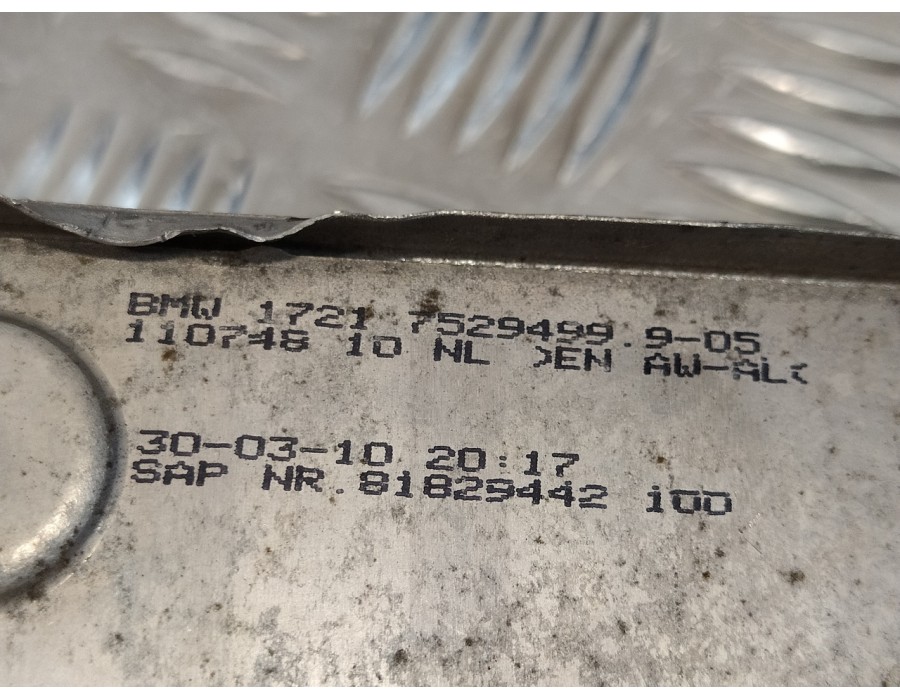 BMW 1721 7529499.9-05
110748 10 NL >EN AW-AL<
30-03-10 20:17
SAP NR.81829442 i00